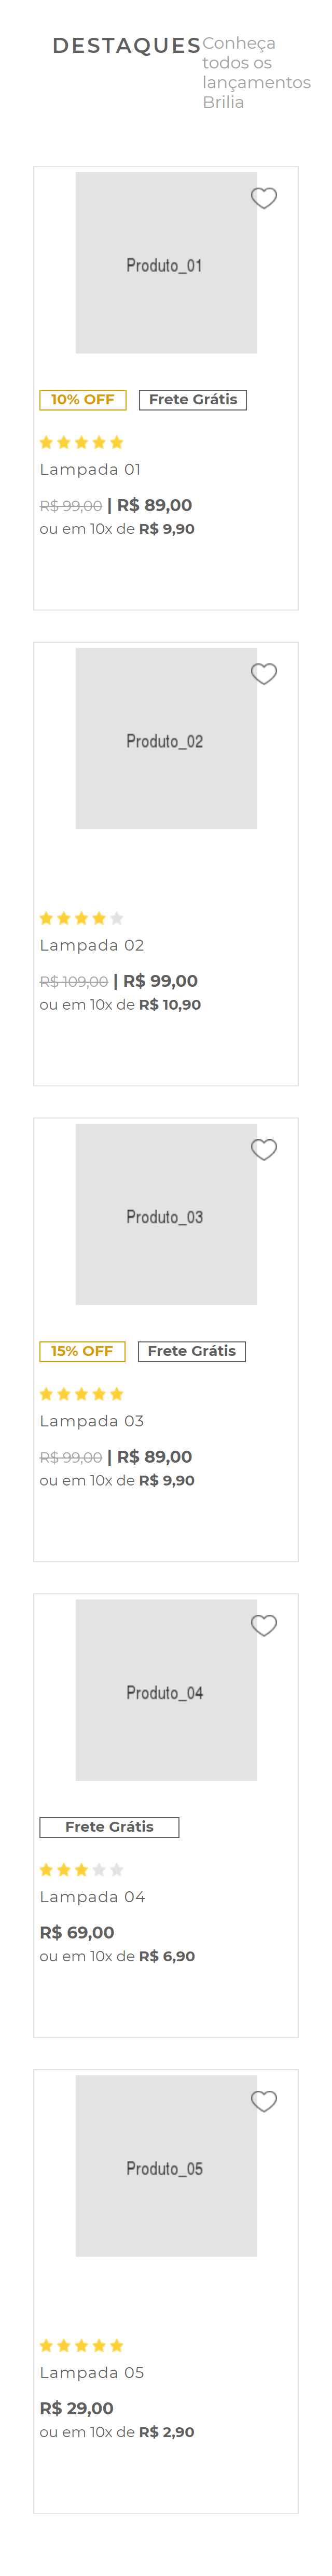 DESTAQUES
Conheça
todos os
lançamentos
Brilia
Produto_01
10% OFF Frete Grátis
Lampada 01
R$ 99,00 | R$ 89,00
ou em 10x de R$ 9,90
Produto_02
Lampada 02
R$ 109,00 | R$ 99,00
ou em 10x de R$ 10,90
Produto_03
15% OFF Frete Grátis
Lampada 03
R$ 99,00 | R$ 89,00
ou em 10x de R$ 9,90
Produto_04
Frete Grátis
Lampada 04
R$ 69,00
ou em 10x de R$ 6,90
Produto_05
Lampada 05
R$ 29,00
ou em 10x de R$ 2,90